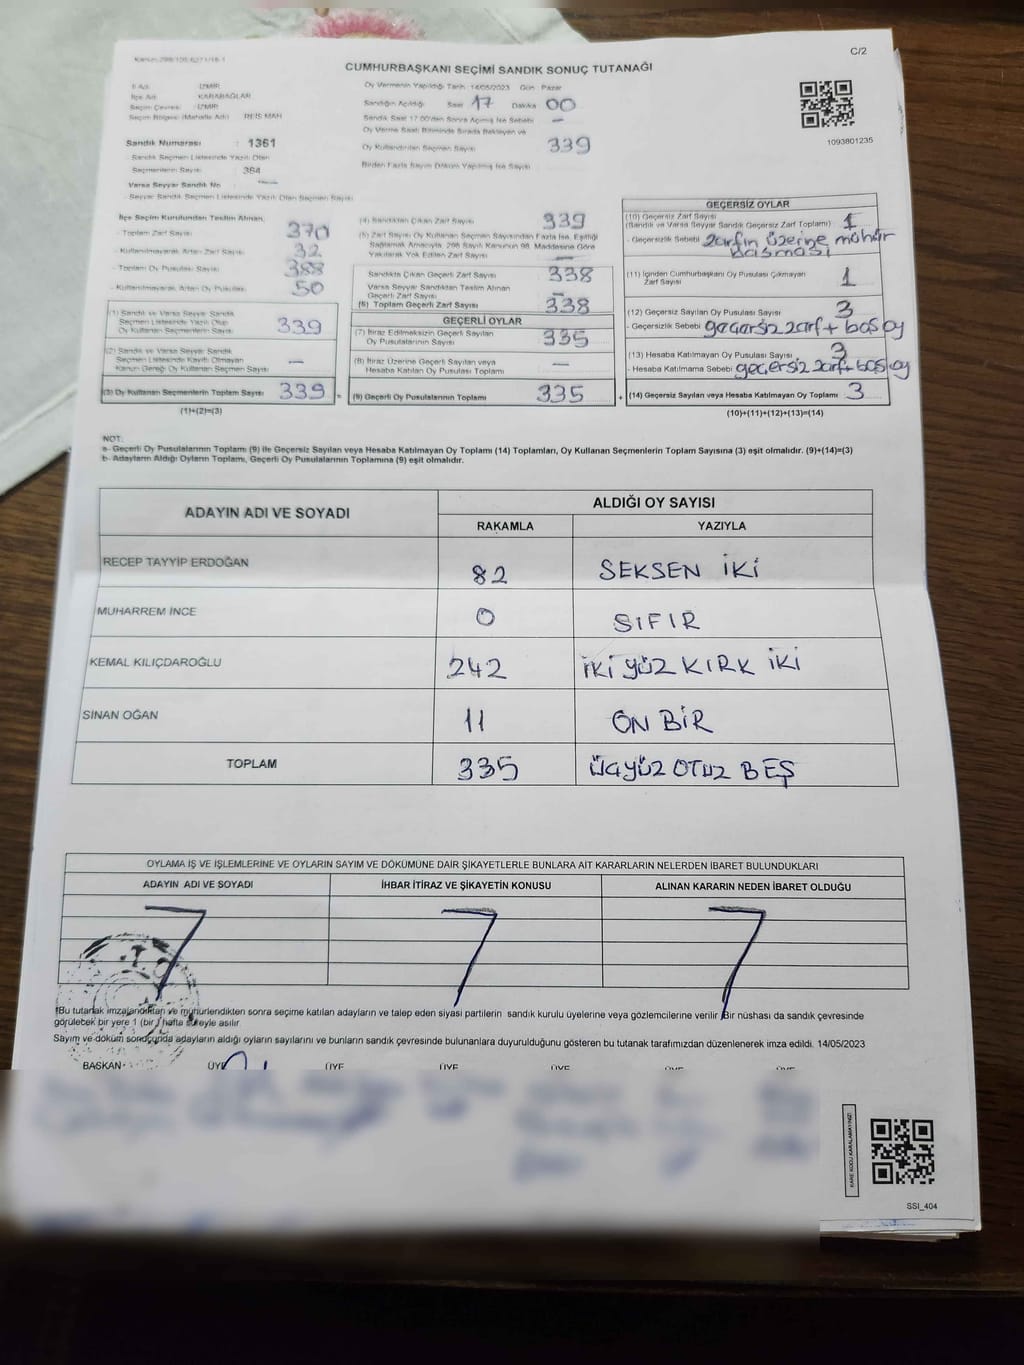 Kanun:298/105,6271/18-1
C/2
CUMHURBAŞKANI SEÇİMİ SANDIK SONUÇ TUTANAĞI
İl Adı : İZMİR
İlçe Adı : KARABAĞLAR
Seçim Çevresi : İZMİR
Seçim Bölgesi (Mahalle Adı) : REİS MAH
Sandık Numarası : 1361
Sandık Seçmen Listesinde Yazılı Olan
Seçmenlerin Sayısı : 364
Varsa Seyyar Sandık No —
- Seyyar Sandık Seçmen Listesinde Yazılı Olan Seçmen Sayısı
Oy Vermenin Yapıldığı Tarih 14/05/2023 Gün Pazar
Sandığın Açıldığı Saat 17 Dakika 00
Sandık Saat 17:00'den Sonra Açılmış İse Sebebi —
Oy Verme Saati Bitiminde Sırada Bekleyen ve
Oy Kullandırılan Seçmen Sayısı 339
Birden Fazla Sayım Döküm Yapılmış İse Sayısı
1093801235
İlçe Seçim Kurulundan Teslim Alınan
- Toplam Zarf Sayısı 370
- Kullanılmayarak Artan Zarf Sayısı 32
- Toplam Oy Pusulası Sayısı 388
- Kullanılmayarak Artan Oy Pusulası 50
(1) Sandık ve Varsa Seyyar Sandık
Seçmen Listesinde Yazılı Olup
Oy Kullanan Seçmenlerin Sayısı 339
(2) Sandık ve Varsa Seyyar Sandık
Seçmen Listesinde Kayıtlı Olmayan
Kanun Gereği Oy Kullanan Seçmen Sayısı —
(3) Oy Kullanan Seçmenlerin Toplam Sayısı 339 =
(1)+(2)=(3)
(4) Sandıktan Çıkan Zarf Sayısı 339
(5) Zarf Sayısı Oy Kullanan Seçmen Sayısından Fazla İse, Eşitliği
Sağlamak Amacıyla, 298 Sayılı Kanunun 98. Maddesine Göre
Yakılarak Yok Edilen Zarf Sayısı —
Sandıkta Çıkan Geçerli Zarf Sayısı 338
Varsa Seyyar Sandıktan Teslim Alınan
Geçerli Zarf Sayısı —
(6) Toplam Geçerli Zarf Sayısı 338
GEÇERLİ OYLAR
(7) İtiraz Edilmeksizin Geçerli Sayılan
Oy Pusulalarının Sayısı 335
(8) İtiraz Üzerine Geçerli Sayılan veya
Hesaba Katılan Oy Pusulası Toplamı —
(9) Geçerli Oy Pusulalarının Toplamı 335 +
GEÇERSİZ OYLAR
(10) Geçersiz Zarf Sayısı
(Sandık ve Varsa Seyyar Sandık Geçersiz Zarf Toplamı) 1
- Geçersizlik Sebebi zarfın üzerine mühür
basması
(11) İçinden Cumhurbaşkanı Oy Pusulası Çıkmayan
Zarf Sayısı 1
(12) Geçersiz Sayılan Oy Pusulası Sayısı 3
Geçersizlik Sebebi geçersiz zarf + boş oy
(13) Hesaba Katılmayan Oy Pusulası Sayısı 3
- Hesaba Katılmama Sebebi geçersiz zarf + boş oy
(14) Geçersiz Sayılan veya Hesaba Katılmayan Oy Toplamı 3
(10)+(11)+(12)+(13)=(14)
NOT:
a- Geçerli Oy Pusulalarının Toplamı (9) ile Geçersiz Sayılan veya Hesaba Katılmayan Oy Toplamı (14) Toplamları, Oy Kullanan Seçmenlerin Toplam Sayısına (3) eşit olmalıdır. (9)+(14)=(3)
b- Adayların Aldığı Oyların Toplamı, Geçerli Oy Pusulalarının Toplamına (9) eşit olmalıdır.
ADAYIN ADI VE SOYADI
ALDIĞI OY SAYISI
RAKAMLA YAZIYLA
RECEP TAYYİP ERDOĞAN 82 SEKSEN İKİ
MUHARREM İNCE 0 SIFIR
KEMAL KILIÇDAROĞLU 242 İKİ YÜZ KIRK İKİ
SİNAN OĞAN 11 ON BİR
TOPLAM 335 ÜÇYÜZ OTUZ BEŞ
OYLAMA İŞ VE İŞLEMLERİNE VE OYLARIN SAYIM VE DÖKÜMÜNE DAİR ŞİKAYETLERLE BUNLARA AİT KARARLARIN NELERDEN İBARET BULUNDUKLARI
ADAYIN ADI VE SOYADI İHBAR İTİRAZ VE ŞİKAYETİN KONUSU ALINAN KARARIN NEDEN İBARET OLDUĞU
*Bu tutanak imzalandıktan ve mühürlendikten sonra seçime katılan adayların ve talep eden siyasi partilerin sandık kurulu üyelerine veya gözlemcilerine verilir Bir nüshası da sandık çevresinde
görülecek bir yere 1 (bir) hafta süreyle asılır
Sayım ve döküm sonucunda adayların aldığı oyların sayılarını ve bunların sandık çevresinde bulunanlara duyurulduğunu gösteren bu tutanak tarafımızdan düzenlenerek imza edildi. 14/05/2023
BAŞKAN ÜYE ÜYE ÜYE ÜYE ÜYE ÜYE
KARE KODU KARALAMAYINIZ!
SSI_404